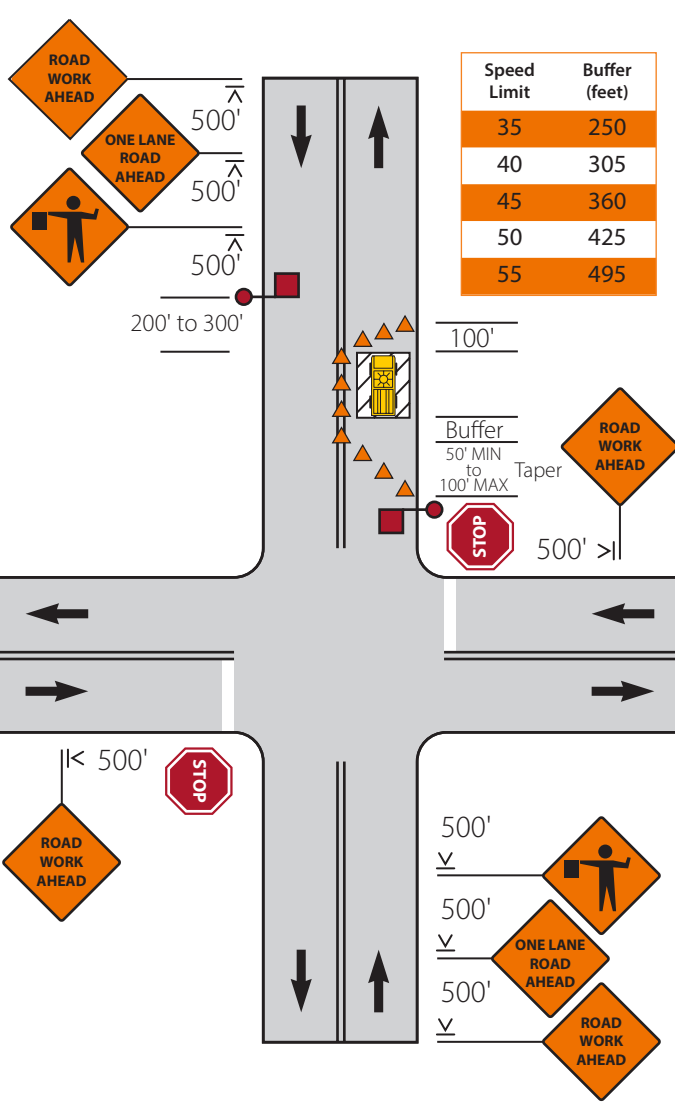 ROAD
WORK
AHEAD
500'
ONE LANE
ROAD
AHEAD
500'
500'
200' to 300'
Speed Limit Buffer (feet)
35 250
40 305
45 360
50 425
55 495
100'
Buffer
50' MIN
to
100' MAX
Taper
ROAD
WORK
AHEAD
STOP
500'
500'
STOP
ROAD
WORK
AHEAD
500'
500'
ONE LANE
ROAD
AHEAD
500'
ROAD
WORK
AHEAD